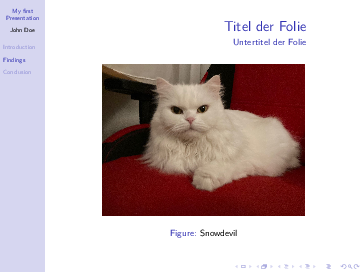 My first
Presentation
John Doe
Introduction
Findings
Conclusion
Titel der Folie
Untertitel der Folie
Figure: Snowdevil